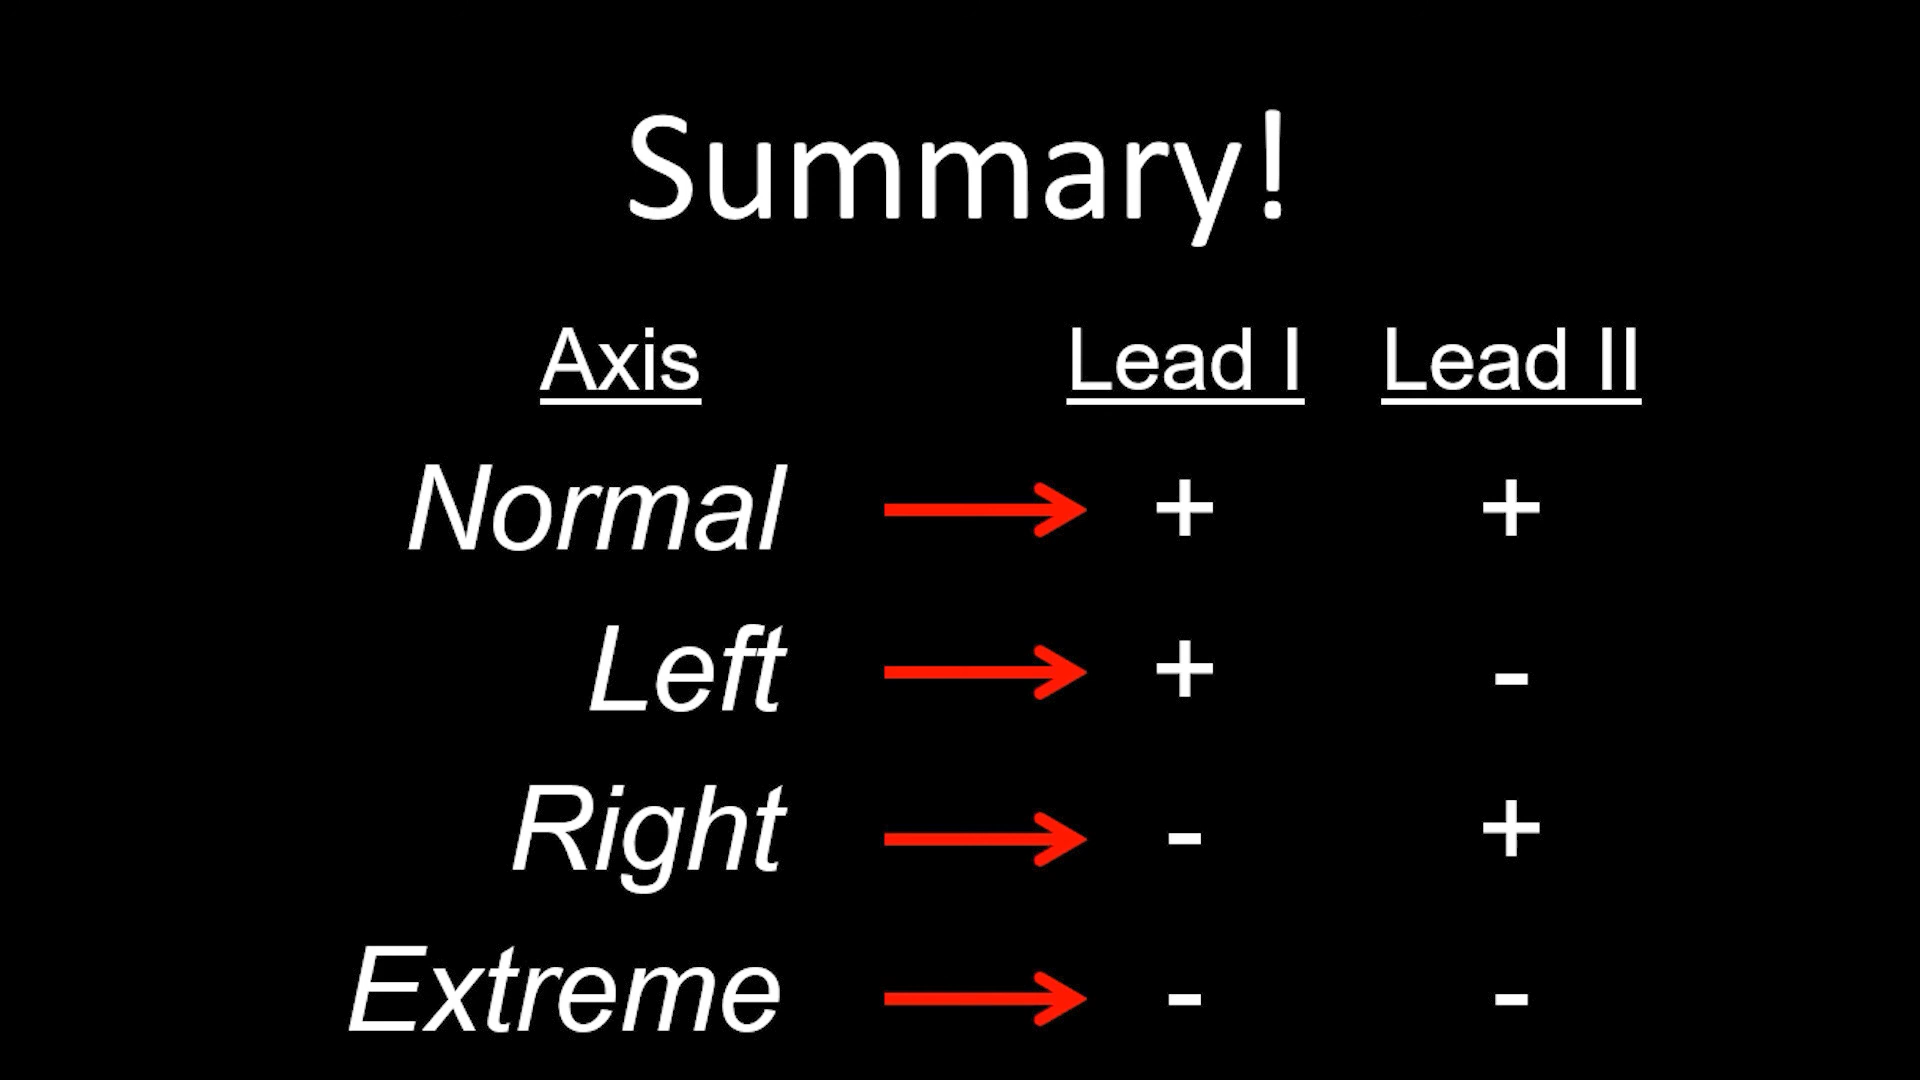 Summary!
Axis Lead I Lead II
Normal + +
Left + -
Right - +
Extreme - -